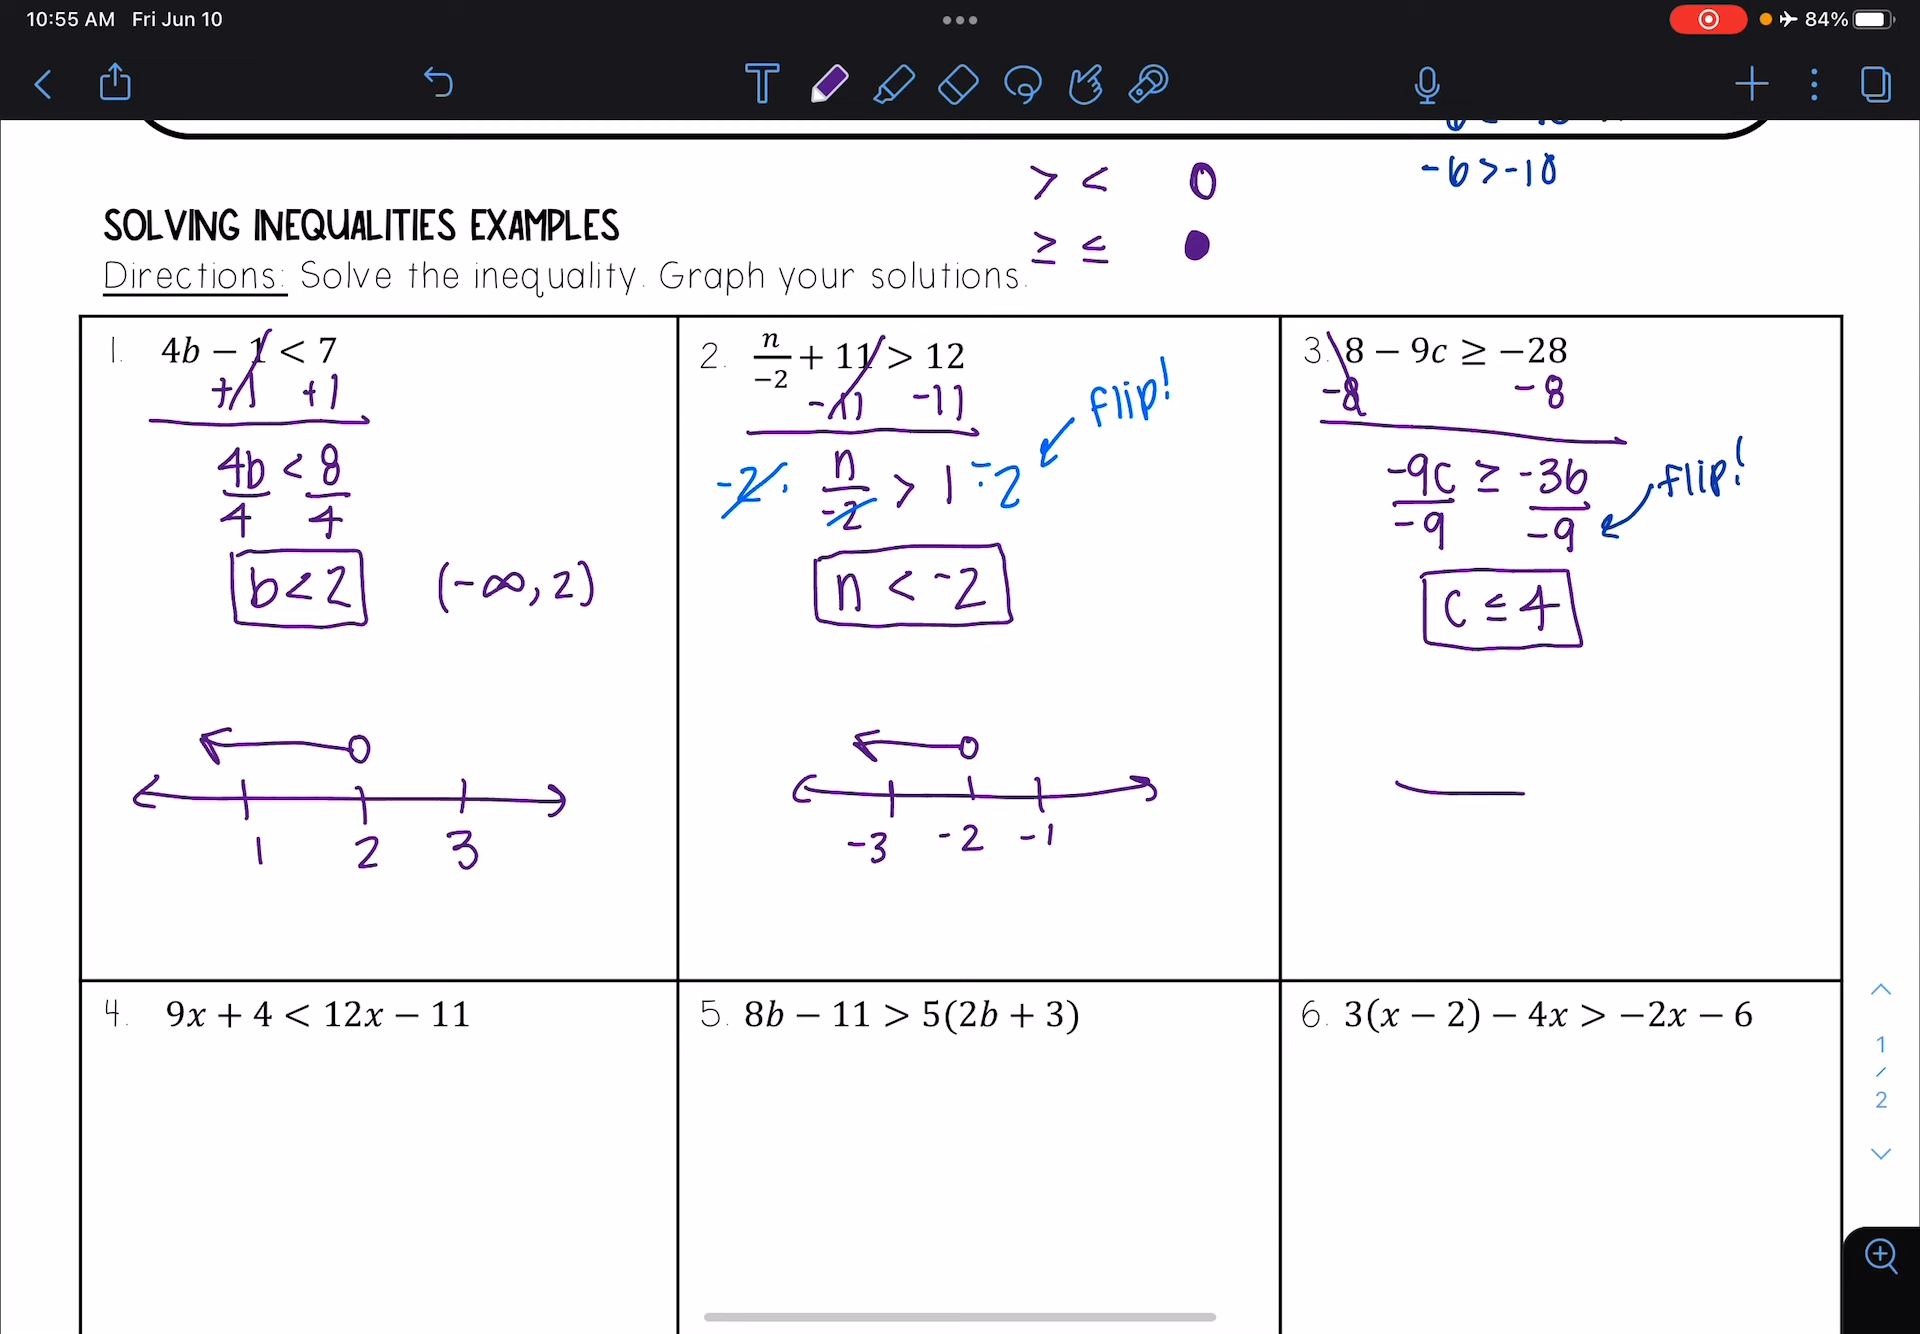 10:55 AM Fri Jun 10
84%
-6>-10
> < O
≥ ≤ ●
SOLVING INEQUALITIES EXAMPLES
Directions: Solve the inequality. Graph your solutions.
1. 4b − 1 < 7
+1 +1
4b < 8
4 4
b<2 (-∞,2)
1 2 3
2. n/−2 + 11 > 12
-11 -11
flip!
-2· n/-2 > 1·-2
n < -2
-3 -2 -1
3. 8 − 9c ≥ −28
-8 -8
-9c ≥ -36
-9 -9
flip!
c ≤ 4
4. 9x + 4 < 12x − 11
5. 8b − 11 > 5(2b + 3)
6. 3(x − 2) − 4x > −2x − 6
1
/
2